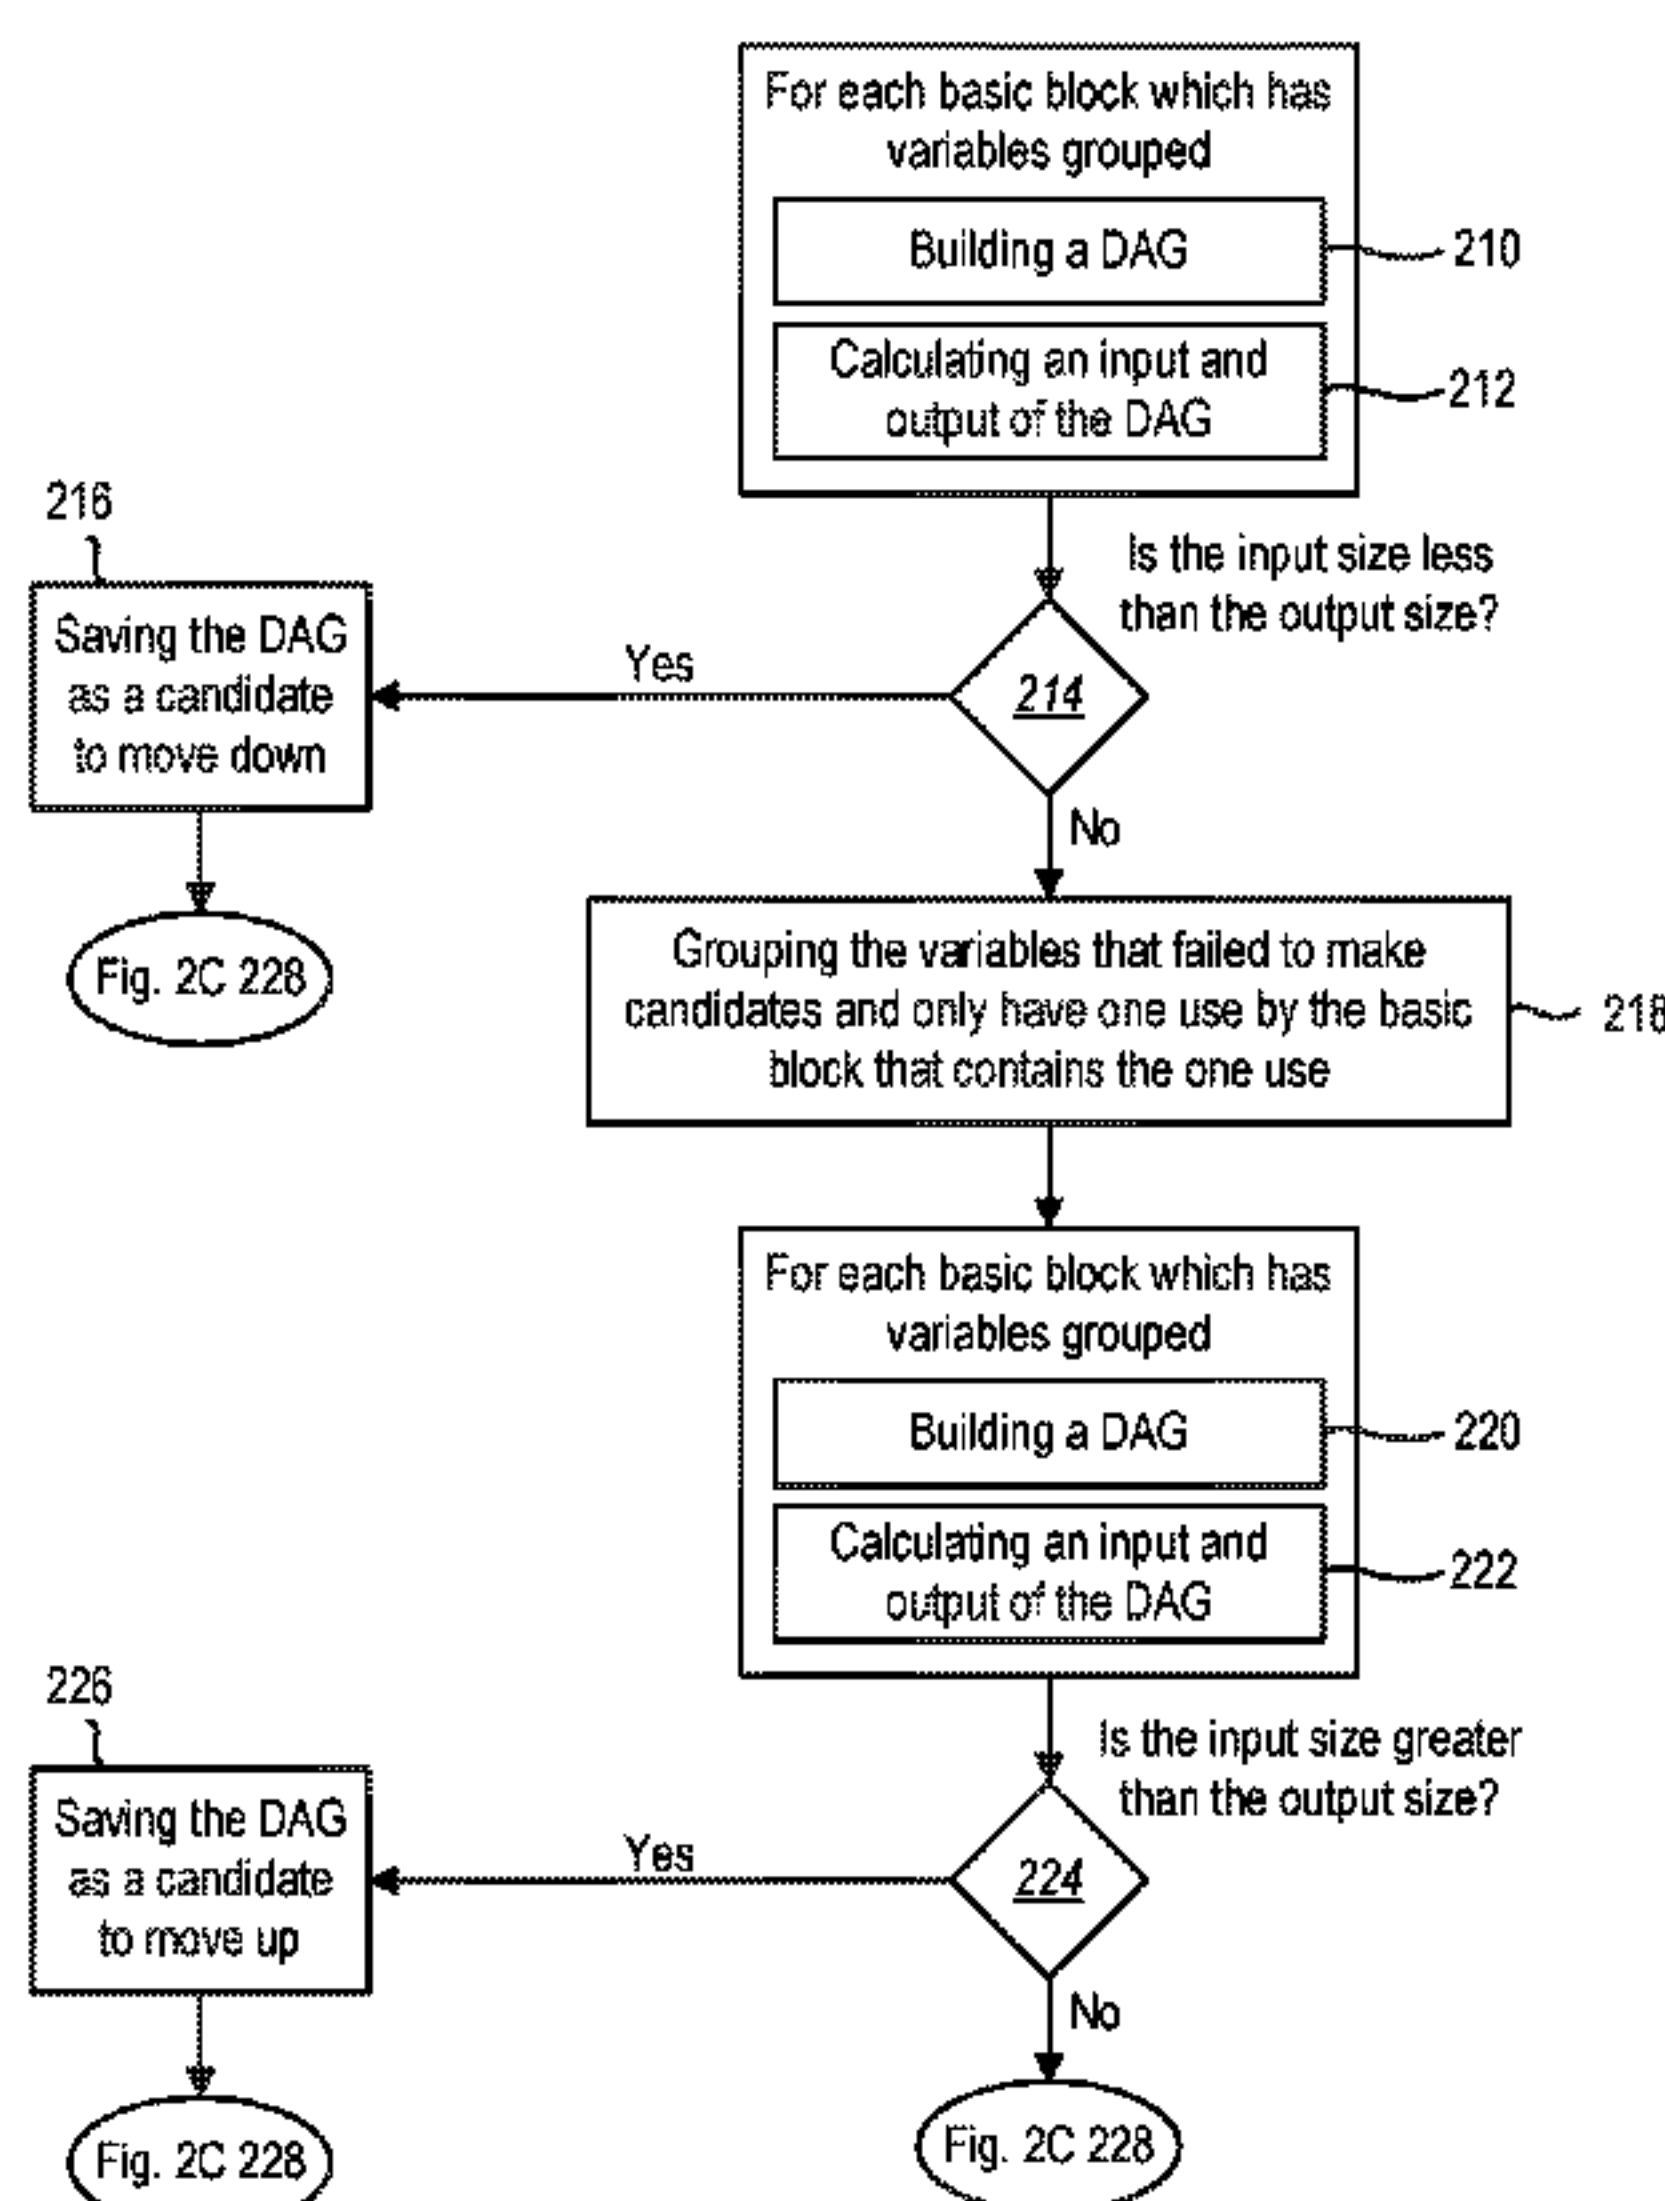 For each basic block which has
variables grouped
Building a DAG
210
Calculating an input and
output of the DAG
212
216
Is the input size less
than the output size?
Saving the DAG
as a candidate
to move down
Yes
214
No
Fig. 2C 228
Grouping the variables that failed to make
candidates and only have one use by the basic
block that contains the one use
218
For each basic block which has
variables grouped
Building a DAG
220
Calculating an input and
output of the DAG
222
226
Is the input size greater
than the output size?
Saving the DAG
as a candidate
to move up
Yes
224
No
Fig. 2C 228
Fig. 2C 228